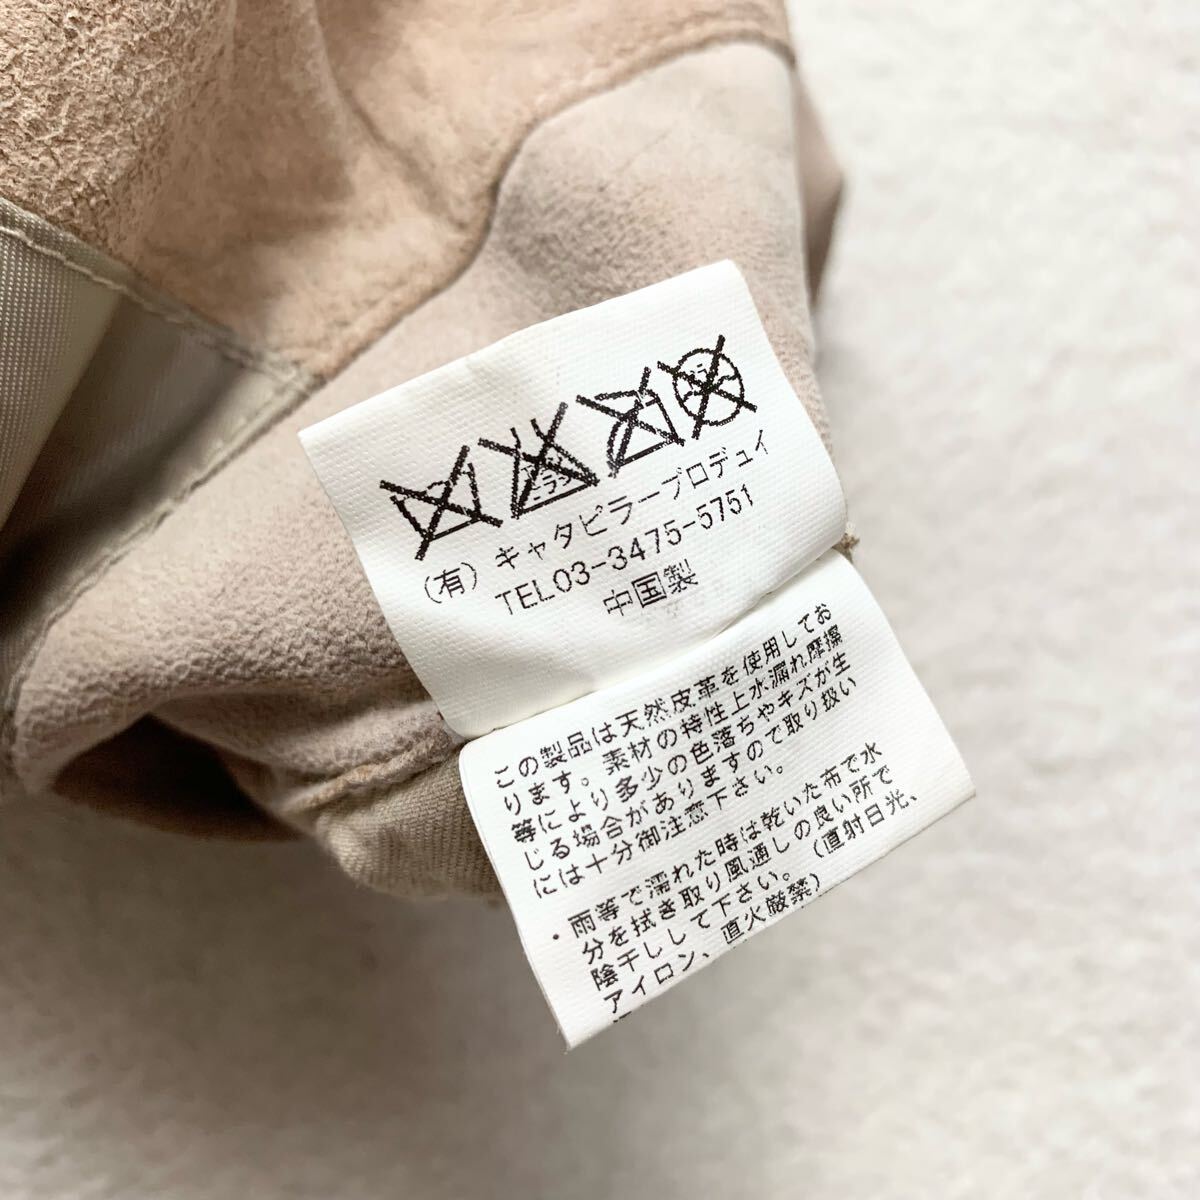 (有) キャタピラープロデュイ
TEL03-3475-5751
中国製
この製品は天然皮革を使用してお
ります。素材の特性上水漏れ摩擦
等により多少の色落ちやキズが生
じる場合がありますので取り扱い
には十分御注意下さい。
・雨等で濡れた時は乾いた布で水
分を拭き取り風通しの良い所で
陰干しして下さい。(直射日光、
アイロン、直火厳禁)